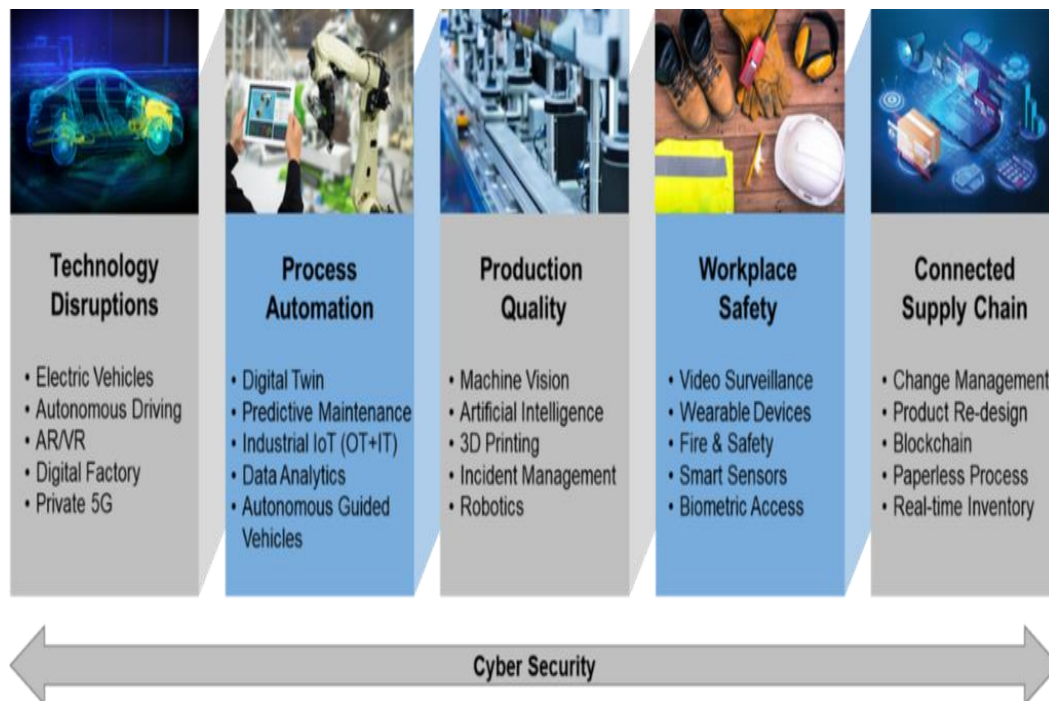 Technology
Disruptions
• Electric Vehicles
• Autonomous Driving
• AR/VR
• Digital Factory
• Private 5G
Process
Automation
• Digital Twin
• Predictive Maintenance
• Industrial IoT (OT+IT)
• Data Analytics
• Autonomous Guided
Vehicles
Production
Quality
• Machine Vision
• Artificial Intelligence
• 3D Printing
• Incident Management
• Robotics
Workplace
Safety
• Video Surveillance
• Wearable Devices
• Fire & Safety
• Smart Sensors
• Biometric Access
Connected
Supply Chain
• Change Management
• Product Re-design
• Blockchain
• Paperless Process
• Real-time Inventory
Cyber Security